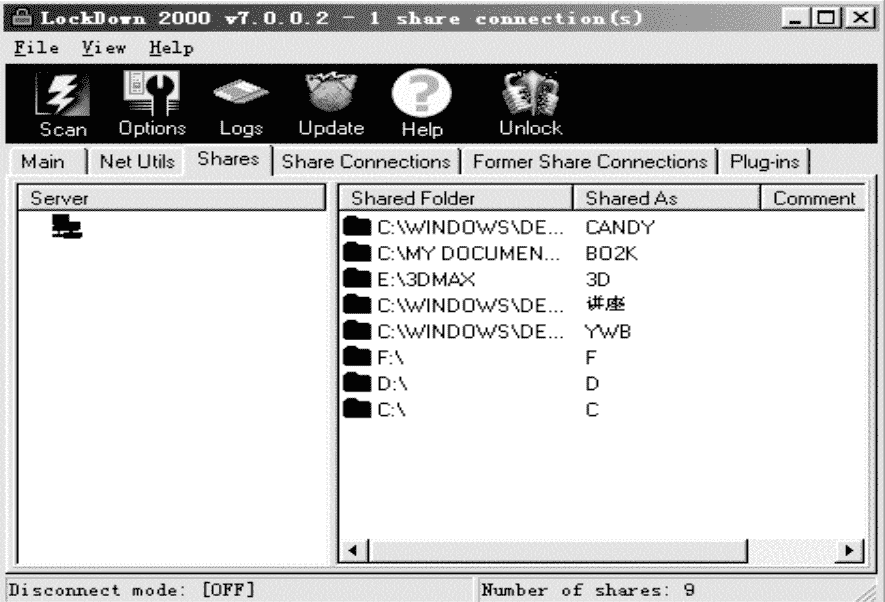 LockDown 2000 v7.0.0.2 - 1 share connection(s)
File View Help
Scan Options Logs Update Help Unlock
Main Net Utils Shares Share Connections Former Share Connections Plug-ins
Server Shared Folder Shared As Comment
C:\WINDOWS\DE... CANDY
C:\MY DOCUMEN... BO2K
E:\3DMAX 3D
C:\WINDOWS\DE... 讲座
C:\WINDOWS\DE... YWB
F:\ F
D:\ D
C:\ C
Disconnect mode: [OFF] Number of shares: 9